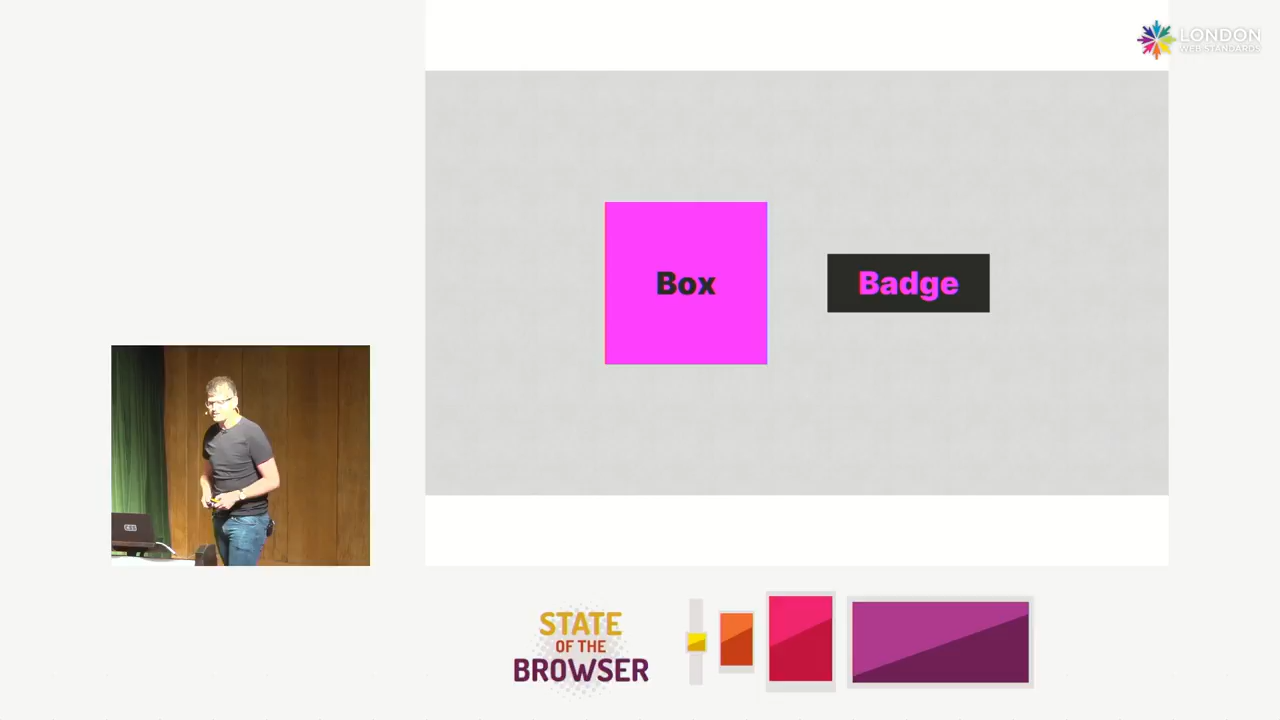 LONDON
WEB STANDARDS
Box
Badge
STATE
OF THE
BROWSER